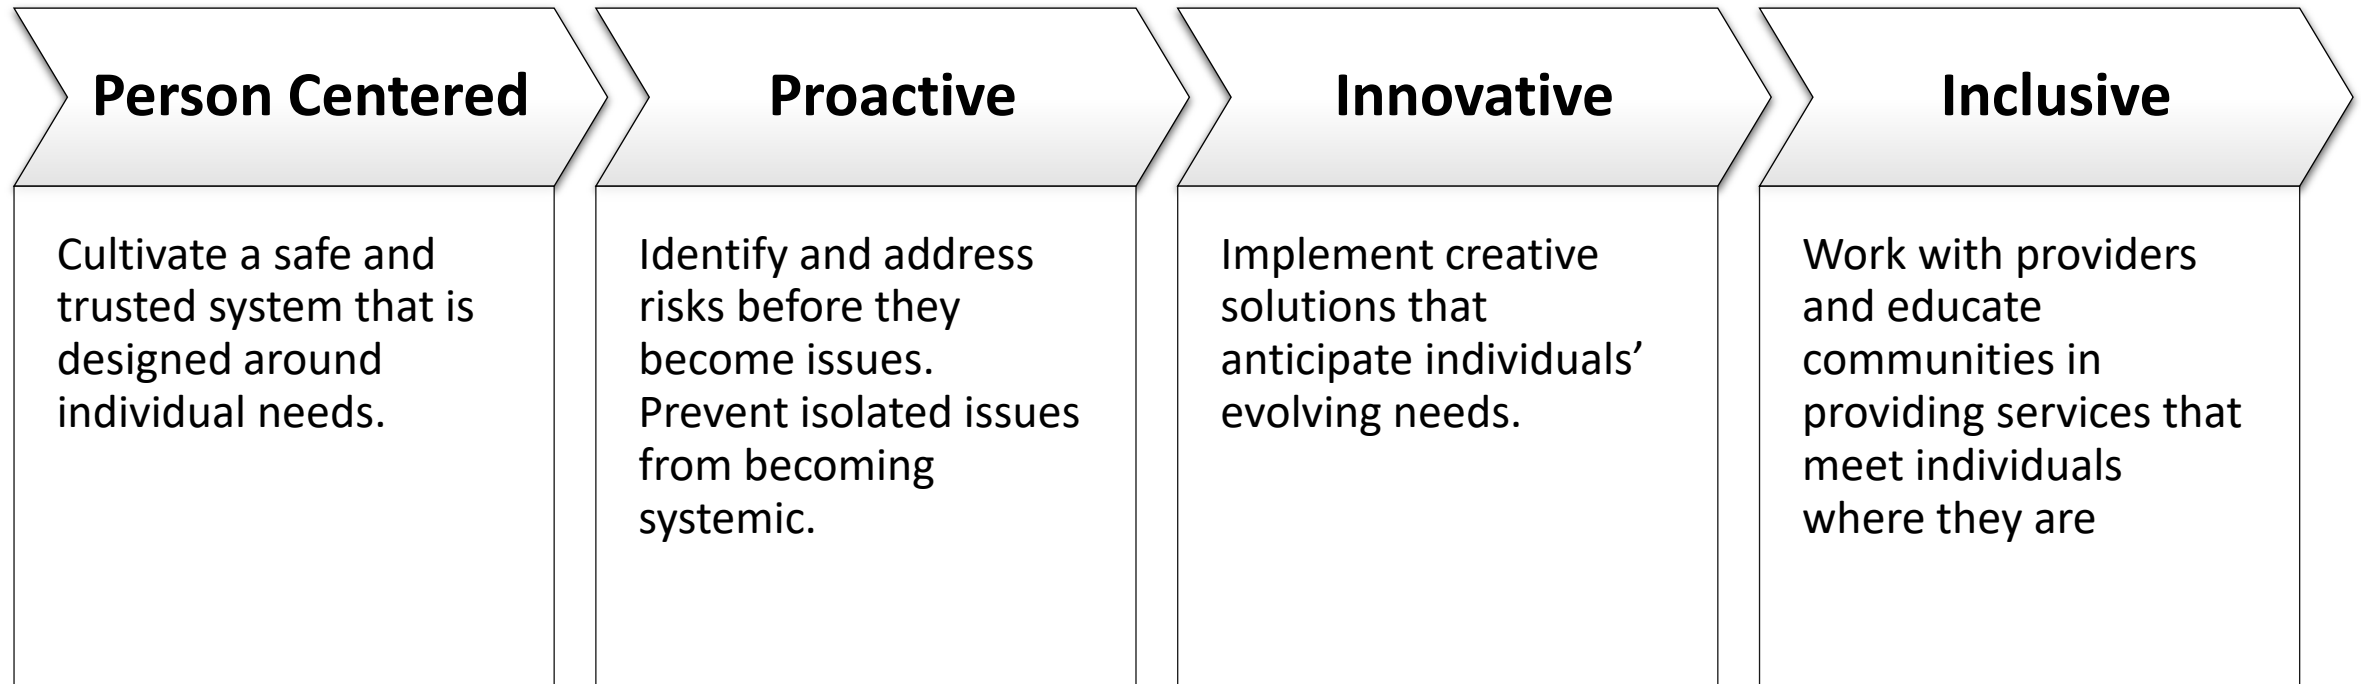 Person Centered
Cultivate a safe and
trusted system that is
designed around
individual needs.
Proactive
Identify and address
risks before they
become issues.
Prevent isolated issues
from becoming
systemic.
Innovative
Implement creative
solutions that
anticipate individuals’
evolving needs.
Inclusive
Work with providers
and educate
communities in
providing services that
meet individuals
where they are